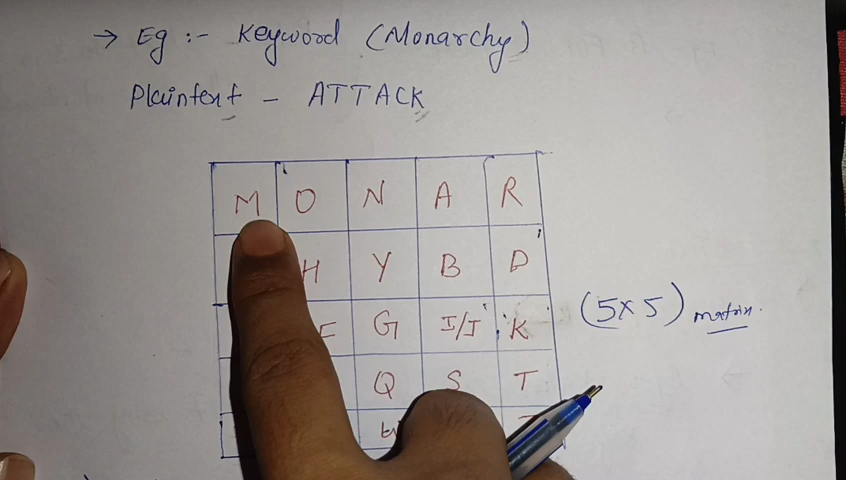 → Eg :- Keyword (Monarchy)
Plaintext - ATTACK
M O N A R
H Y B D
F G I/J K
Q S T
(5x5) matrix.